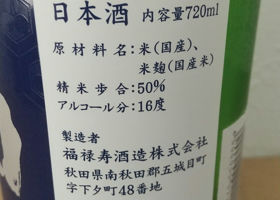 日本酒 内容量720ml
原材料名:米(国産)、
米麹(国産米)
精米歩合:50%
アルコール分:16度
製造者
福禄寿酒造株式会社
秋田県南秋田郡五城目町
字下夕町48番地